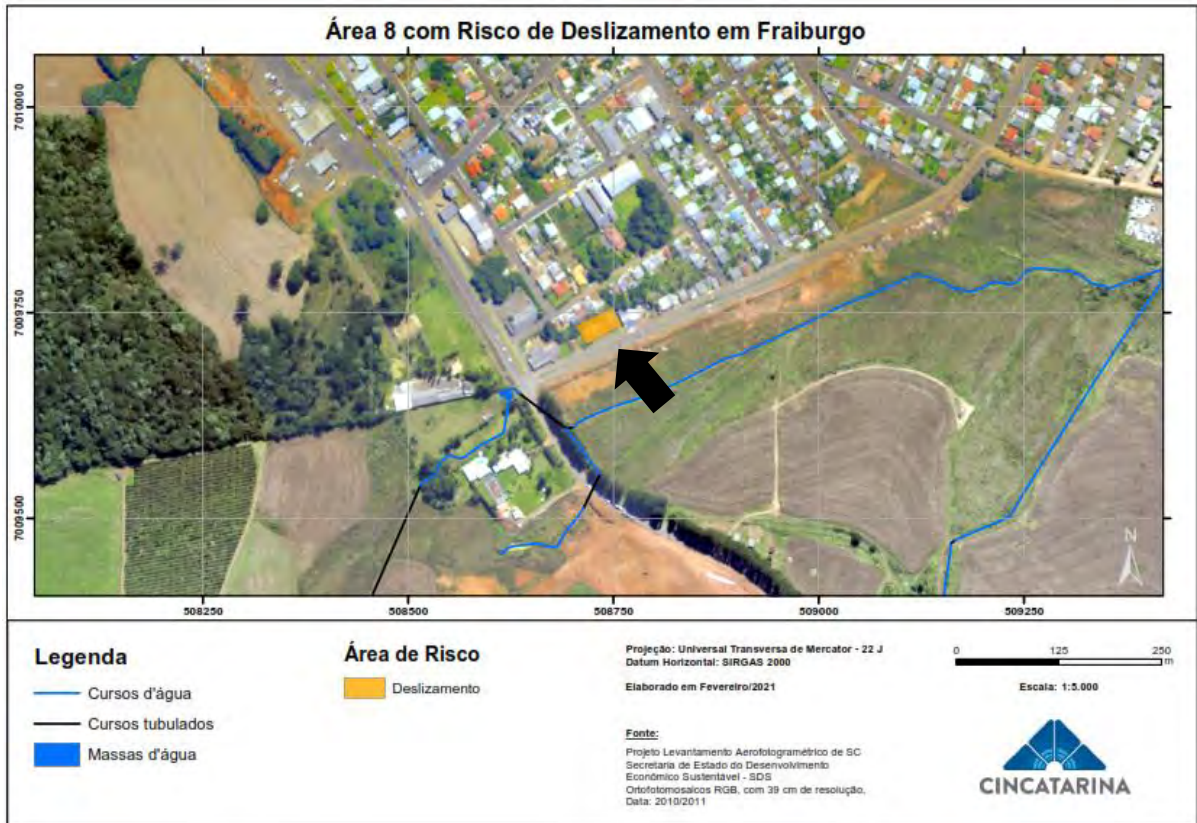 Área 8 com Risco de Deslizamento em Fraiburgo
7010000
7009750
7009500
N
508250 508500 508750 509000 509250
Legenda
Cursos d'água
Cursos tubulados
Massas d'água
Área de Risco
Deslizamento
Projeção: Universal Transversa de Mercator - 22 J
Datum Horizontal: SIRGAS 2000
Elaborado em Fevereiro/2021
Fonte:
Projeto Levantamento Aerofotogramétrico de SC
Secretaria de Estado do Desenvolvimento
Econômico Sustentável - SDS
Ortofotomosaicos RGB, com 39 cm de resolução.
Data: 2010/2011
0 125 250
m
Escala: 1:5.000
CINCATARINA